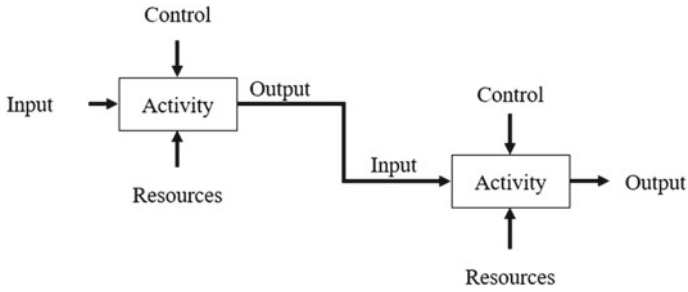 Control
Input
Activity
Output
Resources
Control
Input
Activity
Output
Resources